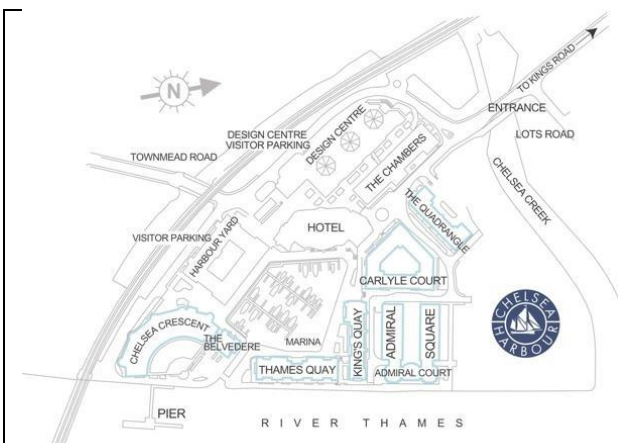 TO KINGS ROAD
N
ENTRANCE
LOTS ROAD
DESIGN CENTRE
VISITOR PARKING
DESIGN CENTRE
TOWNMEAD ROAD
THE CHAMBERS
CHELSEA CREEK
THE QUADRANGLE
HOTEL
VISITOR PARKING
HARBOUR YARD
CARLYLE COURT
CHELSEA
HARBOUR
CHELSEA CRESCENT
THE
BELVEDERE
MARINA
KING'S QUAY
ADMIRAL
SQUARE
THAMES QUAY
ADMIRAL COURT
PIER
RIVER THAMES